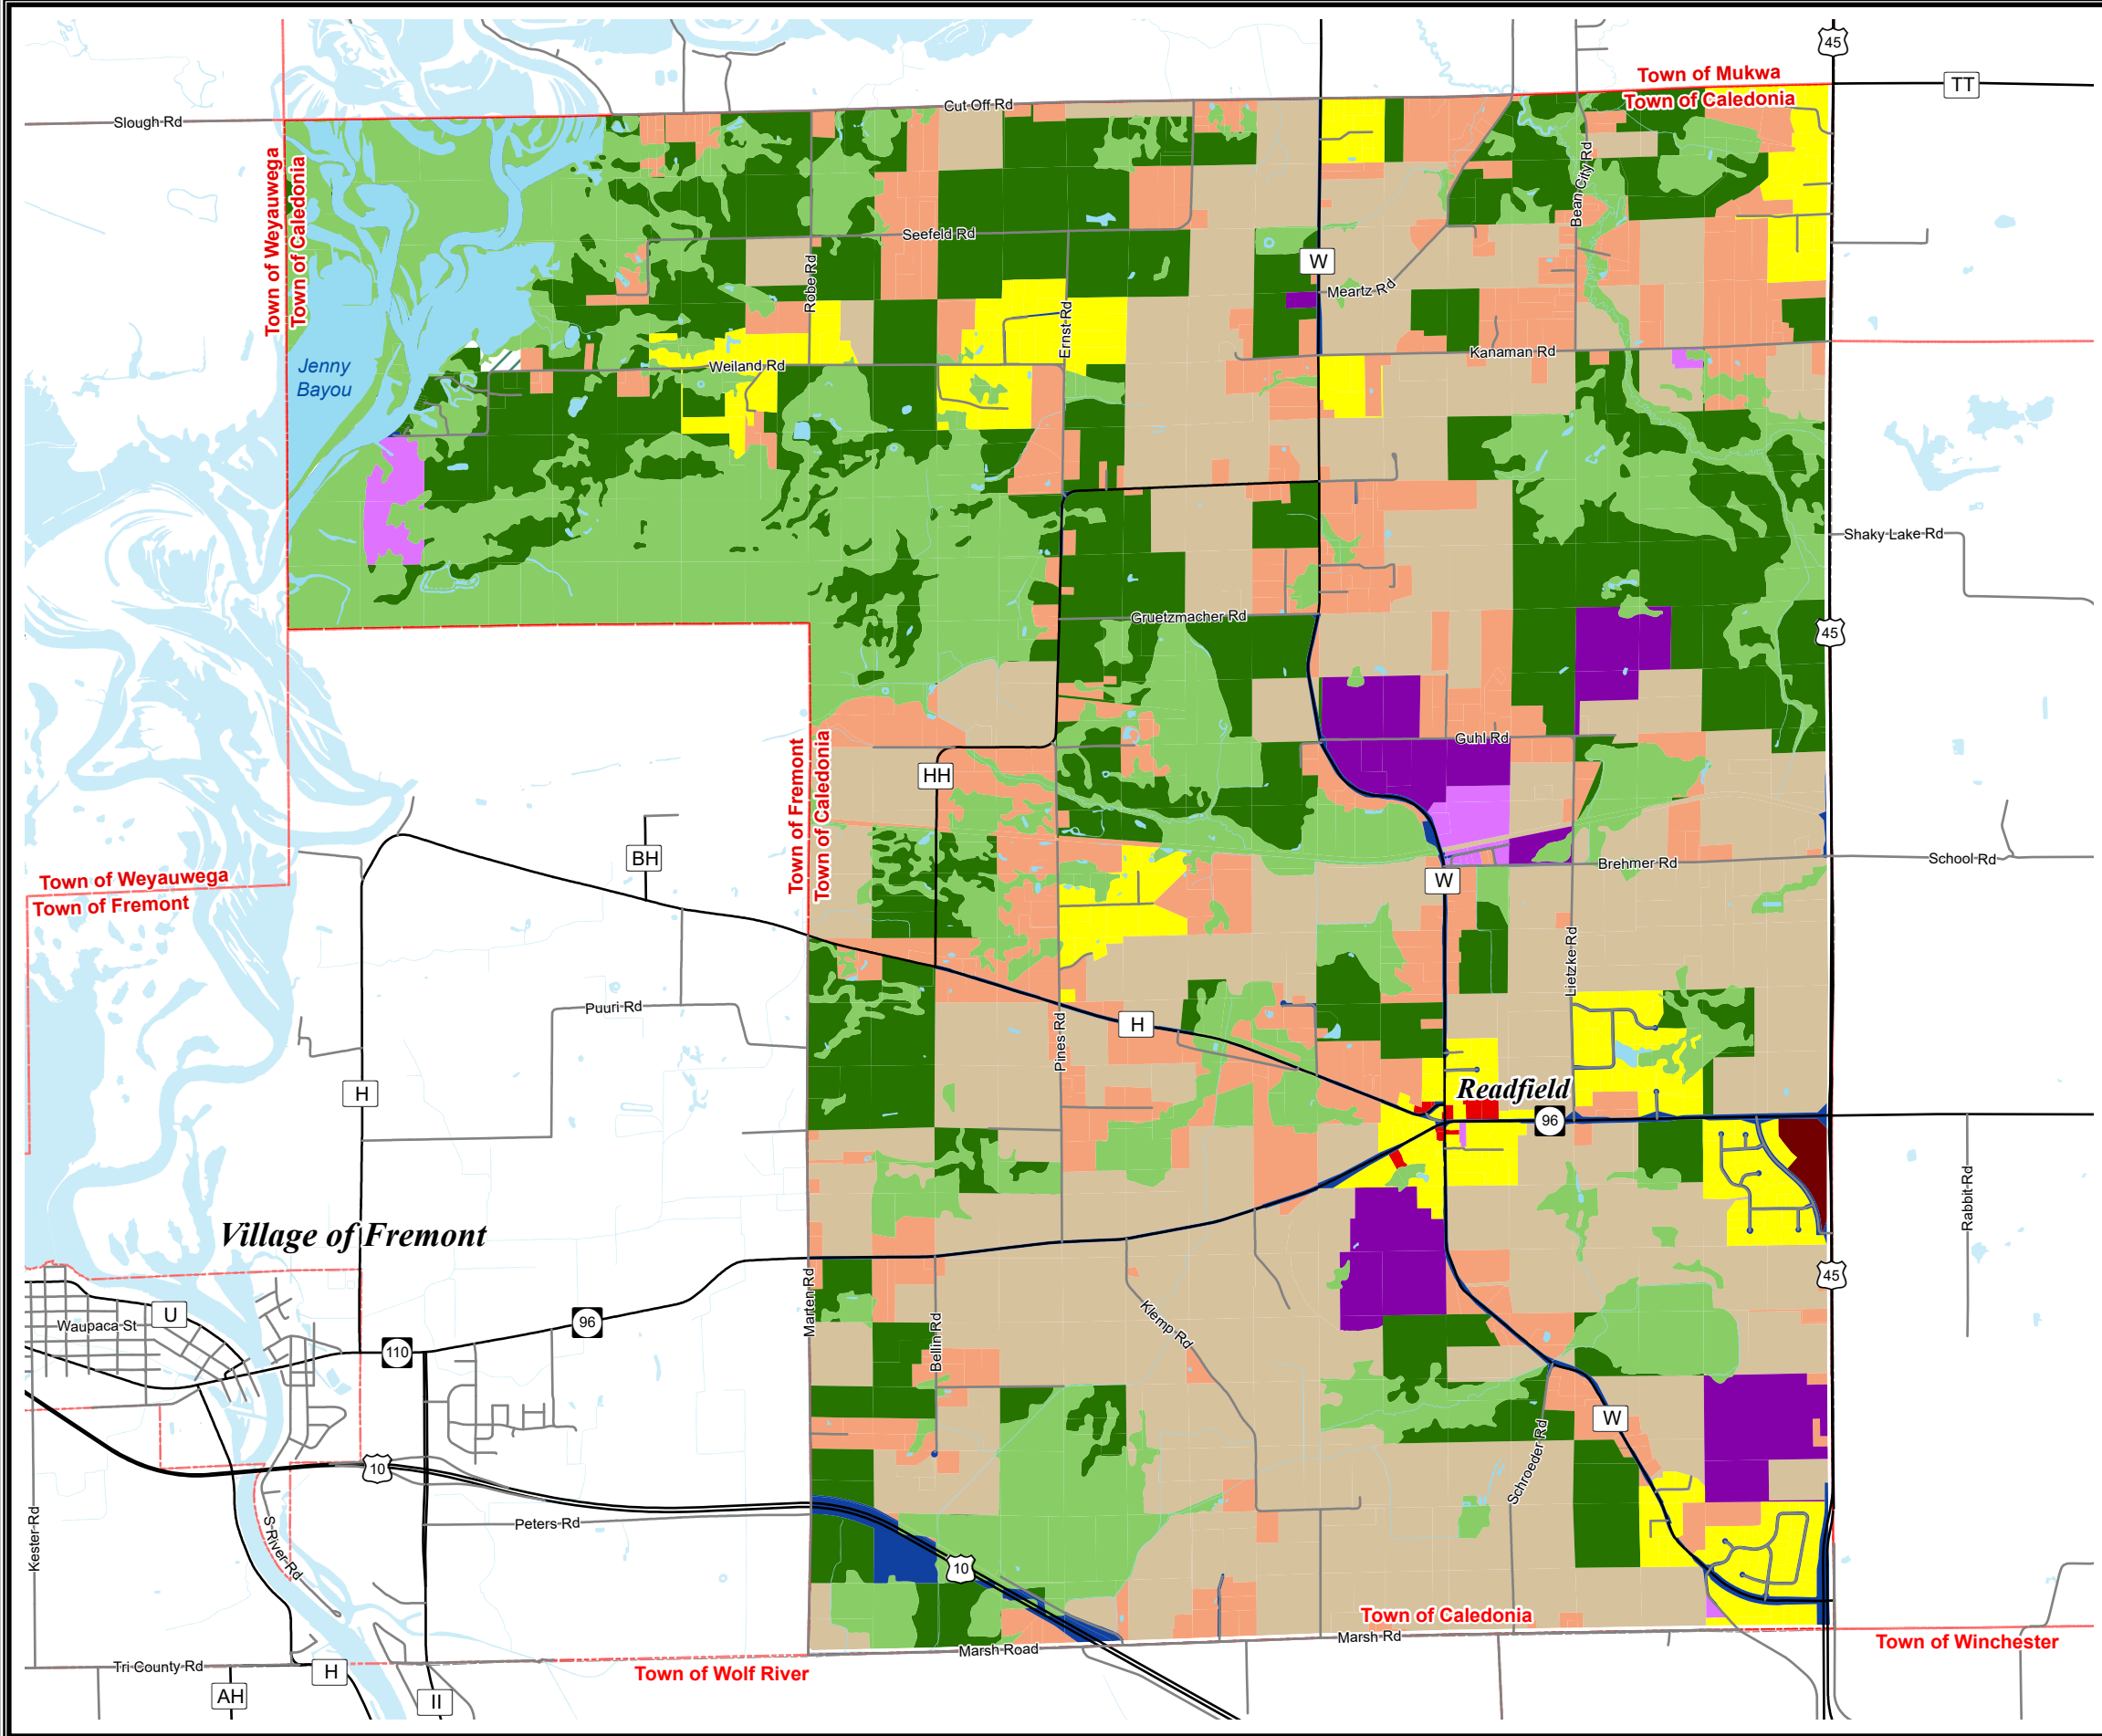 45
Town of Mukwa
TT
Town of Caledonia
Cut Off Rd
Slough Rd
Town of Weyauwega
Town of Caledonia
Bean City Rd
Seefeld Rd
Robe Rd
W
Meartz Rd
Ernst Rd
Kanaman Rd
Jenny
Bayou
Weiland Rd
Shaky Lake Rd
Gruetzmacher Rd
45
Guhl Rd
Town of Fremont
Town of Caledonia
HH
BH
Brehmer Rd
School Rd
Town of Weyauwega
Town of Fremont
W
Lietzke Rd
Puuri Rd
H
Pines Rd
H
Readfield
96
Rabbit Rd
Village of Fremont
45
Marten Rd
U
Waupaca St
96
Klemp Rd
Bellin Rd
110
W
Schroeder Rd
10
Kester Rd
S River Rd
Peters Rd
10
Town of Caledonia
Marsh Rd
Town of Winchester
Marsh Road
Tri County Rd
H
Town of Wolf River
AH
II